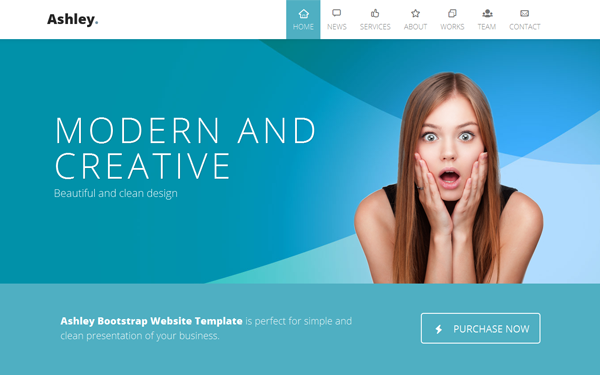 Ashley.
HOME NEWS SERVICES ABOUT WORKS TEAM CONTACT
MODERN AND
CREATIVE
Beautiful and clean design
Ashley Bootstrap Website Template is perfect for simple and
clean presentation of your business.
PURCHASE NOW